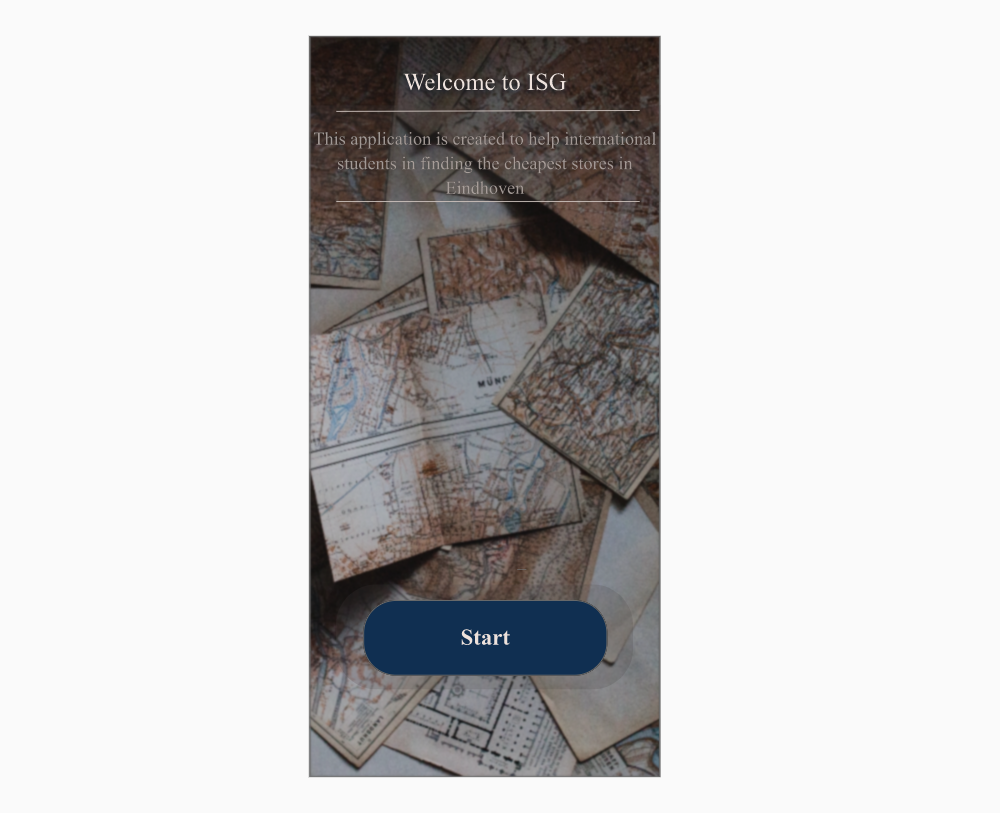 Welcome to ISG
This application is created to help international
students in finding the cheapest stores in
Eindhoven
Start